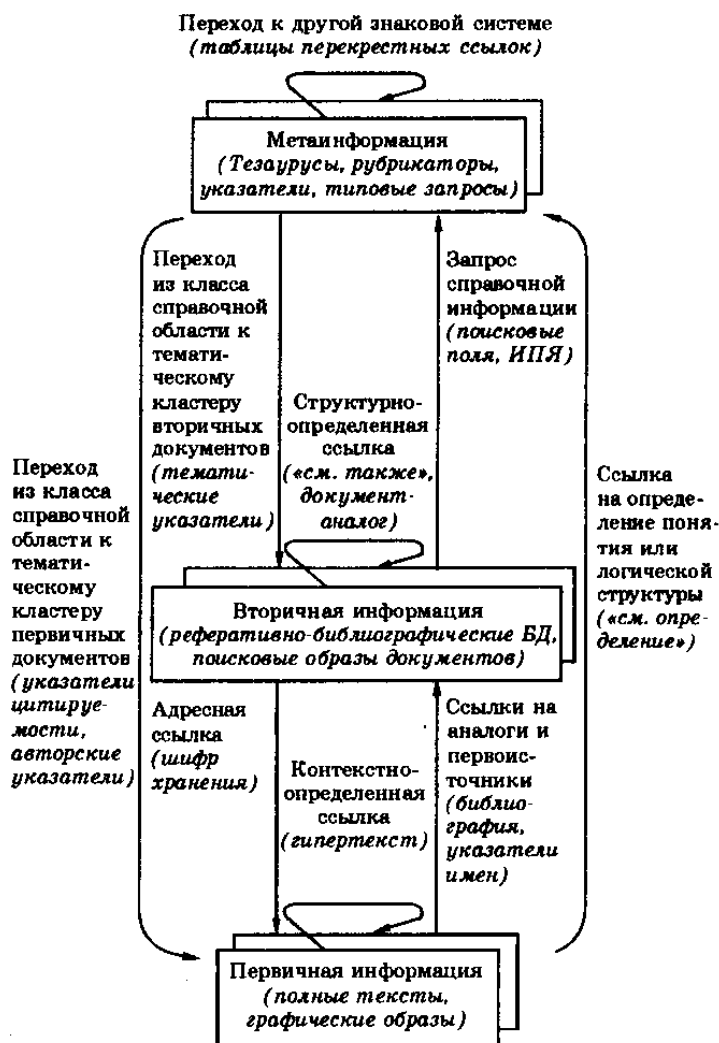 Переход к другой знаковой системе
(таблицы перекрестных ссылок)
Метаинформация
(Тезаурусы, рубрикаторы,
указатели, типовые запросы)
Переход
из класса
справочной
области к
темати-
ческому
кластеру
вторичных
документов
(темати-
ческие
указатели)
Запрос
справочной
информации
(поисковые
поля, ИПЯ)
Структурно-
определенная
ссылка
(«см. также»,
документ-
аналог)
Переход
из класса
справочной
области к
темати-
ческому
кластеру
первичных
документов
(указатели
цитируе-
мости,
авторские
указатели)
Ссылка
на опреде-
ление поня-
тия или
логической
структуры
(«см. опре-
деление»)
Вторичная информация
(реферативно-библиографические БД,
поисковые образы документов)
Адресная
ссылка
(шифр
хранения)
Контекстно-
определенная
ссылка
(гипертекст)
Ссылки на
аналоги и
первоис-
точники
(библио-
графия,
указатели
имен)
Первичная информация
(полные тексты,
графические образы)